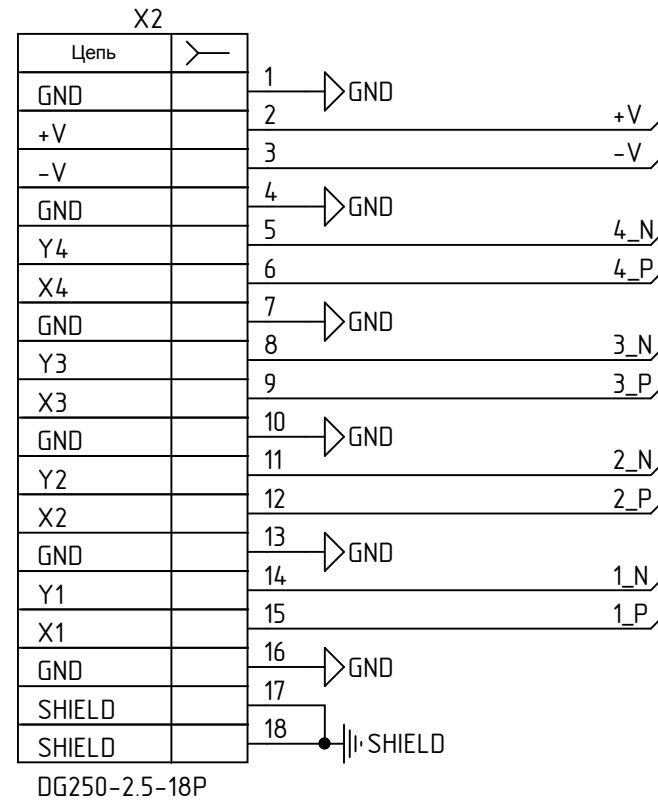 X2
Цепь
GND 1 GND
+V 2 +V
-V 3 -V
GND 4 GND
Y4 5 4_N
X4 6 4_P
GND 7 GND
Y3 8 3_N
X3 9 3_P
GND 10 GND
Y2 11 2_N
X2 12 2_P
GND 13 GND
Y1 14 1_N
X1 15 1_P
GND 16 GND
SHIELD 17
SHIELD 18 SHIELD
DG250-2.5-18P